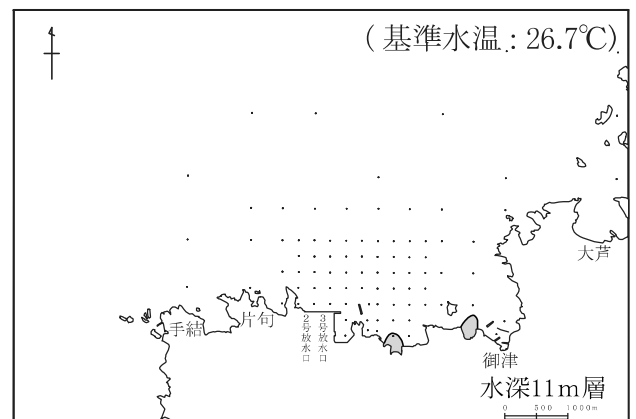 (基準水温:26.7℃)
大芦
手結
片句
2号放水口
3号放水口
御津
水深11m層
0 500 1000m